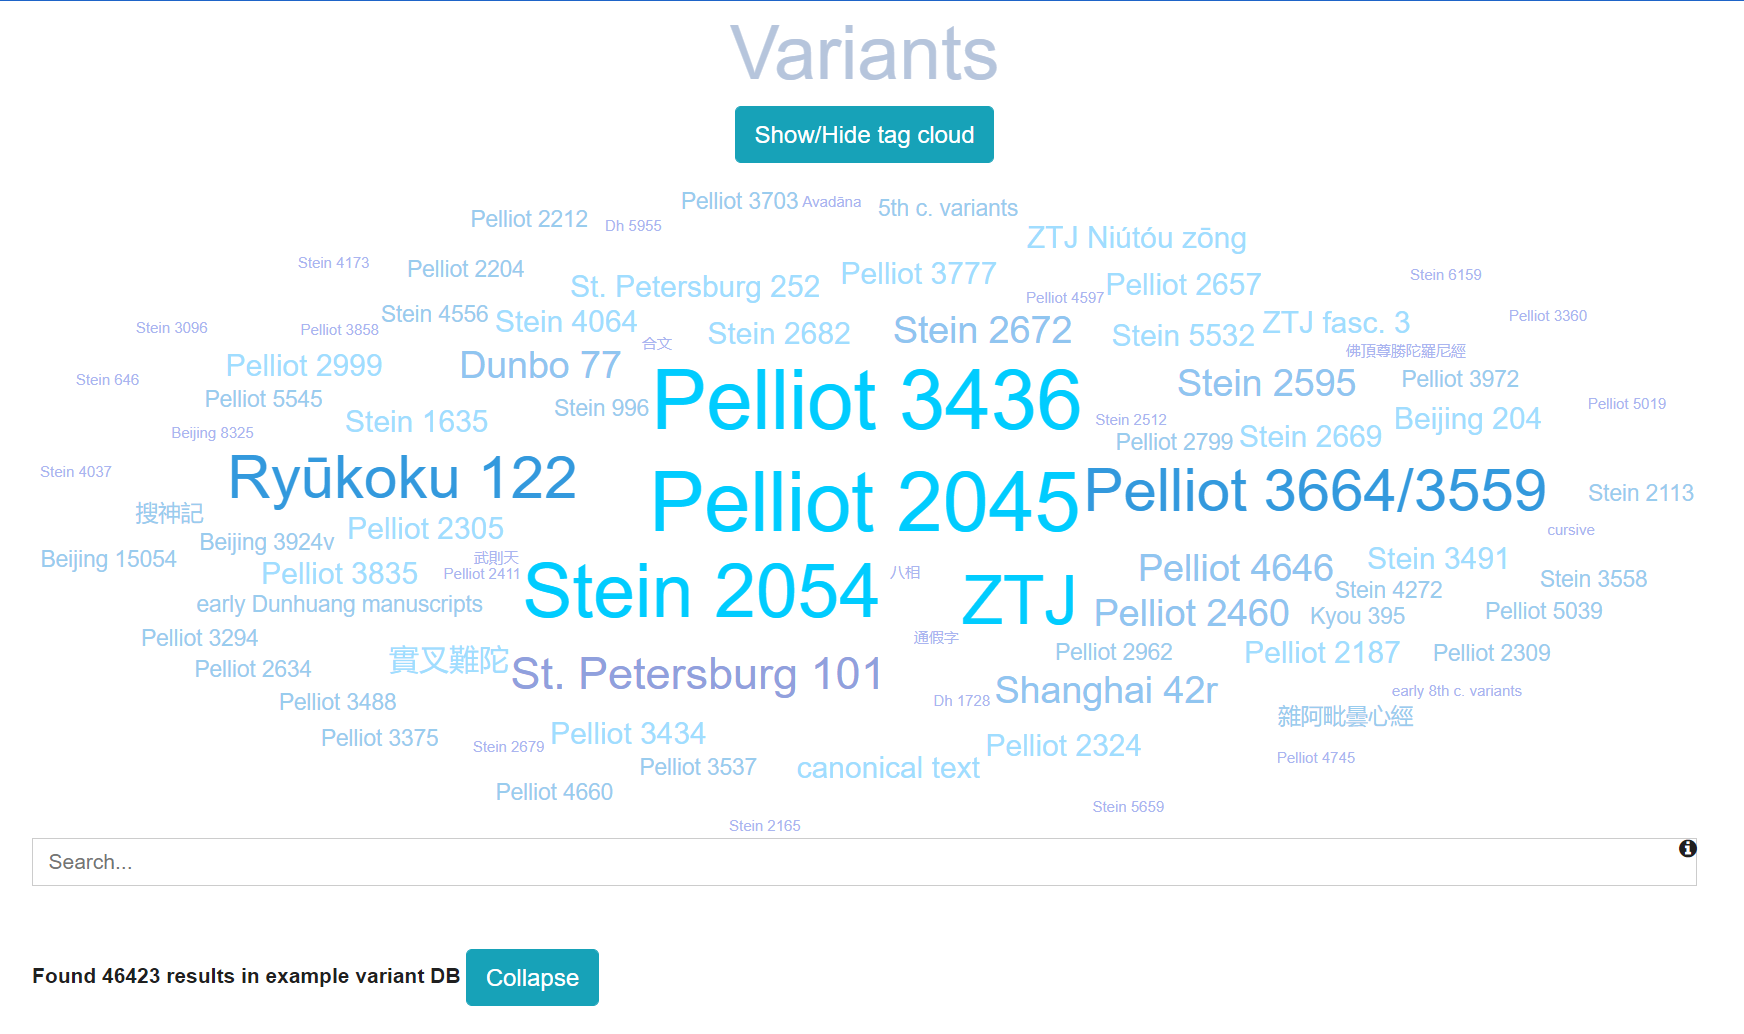 Variants
Show/Hide tag cloud
Pelliot 3703 Avadāna 5th c. variants
Pelliot 2212 Dh 5955
ZTJ Niútóu zōng
Stein 4173 Pelliot 2204 St. Petersburg 252 Pelliot 3777 Pelliot 2657 Stein 6159
Pelliot 4597
Stein 3096 Pelliot 3858 Stein 4556 Stein 4064 Stein 2682 Stein 2672 Stein 5532 ZTJ fasc. 3 Pelliot 3360
合文 佛頂尊勝陀羅尼經
Pelliot 2999 Dunbo 77
Stein 646 Stein 2595 Pelliot 3972
Pelliot 5545 Stein 996 Pelliot 3436 Pelliot 5019
Stein 1635 Stein 2512 Beijing 204
Beijing 8325 Pelliot 2799 Stein 2669
Stein 4037 Ryūkoku 122 Pelliot 2045 Pelliot 3664/3559 Stein 2113
搜神記 Pelliot 2305 cursive
Beijing 15054 Beijing 3924v 武則天 Pelliot 4646 Stein 3491
Pelliot 3835 Pelliot 2411 Stein 2054 八相 ZTJ Stein 4272 Stein 3558
early Dunhuang manuscripts Pelliot 2460 Kyou 395 Pelliot 5039
Pelliot 3294 通假字
Pelliot 2634 實叉難陀 St. Petersburg 101 Pelliot 2962 Pelliot 2187 Pelliot 2309
Pelliot 3488 Dh 1728 Shanghai 42r early 8th c. variants
雜阿毗曇心經
Pelliot 3375 Stein 2679 Pelliot 3434 Pelliot 2324
Pelliot 3537 canonical text Pelliot 4745
Pelliot 4660
Stein 5659
Stein 2165
Search...
Found 46423 results in example variant DB Collapse